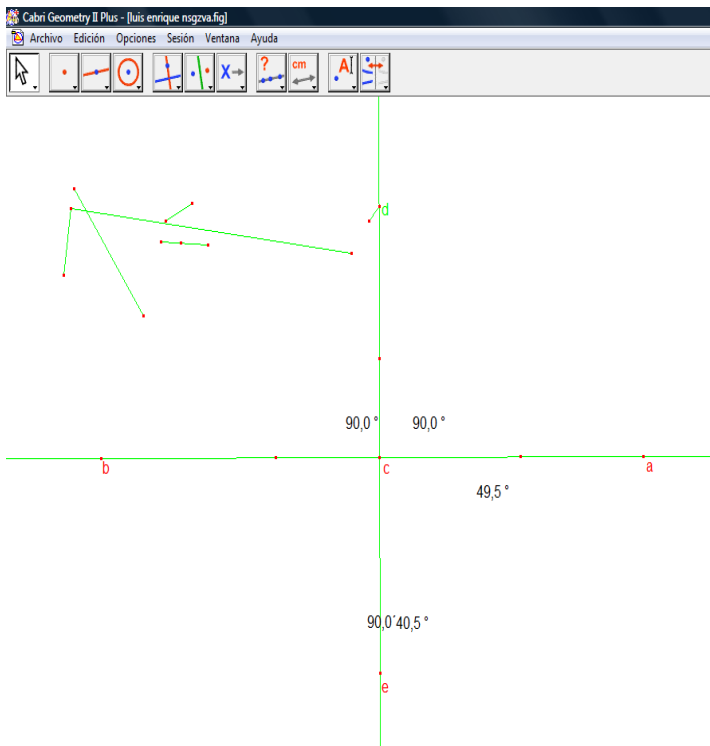 Cabri Geometry II Plus - [luis enrique nsgzva.fig]
Archivo Edición Opciones Sesión Ventana Ayuda
? cm A
d
90,0 ° 90,0 °
b c a
49,5 °
90,0° 40,5 °
e